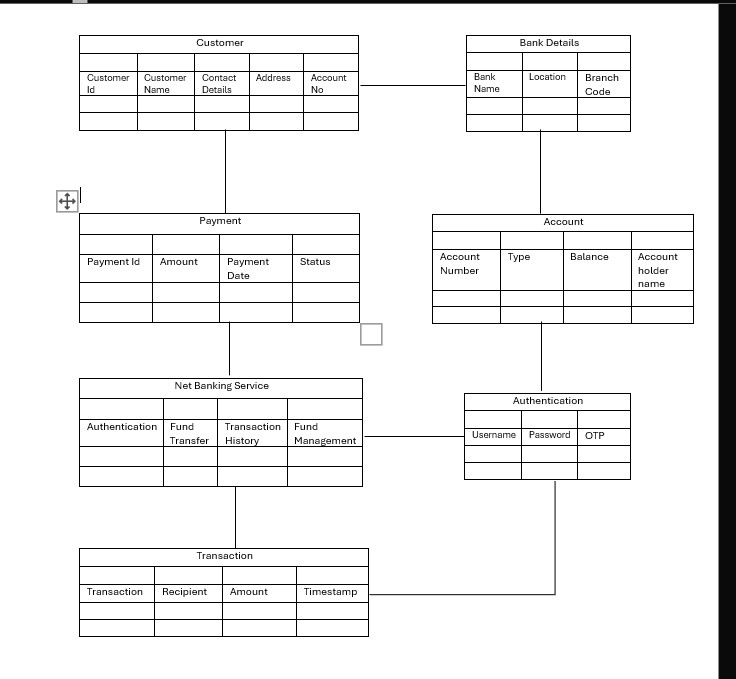 Customer
Customer Id
Customer Name
Contact Details
Address
Account No
Bank Details
Bank Name
Location
Branch Code
Payment
Payment Id
Amount
Payment Date
Status
Account
Account Number
Type
Balance
Account holder name
Net Banking Service
Authentication
Fund Transfer
Transaction History
Fund Management
Authentication
Username
Password
OTP
Transaction
Transaction
Recipient
Amount
Timestamp